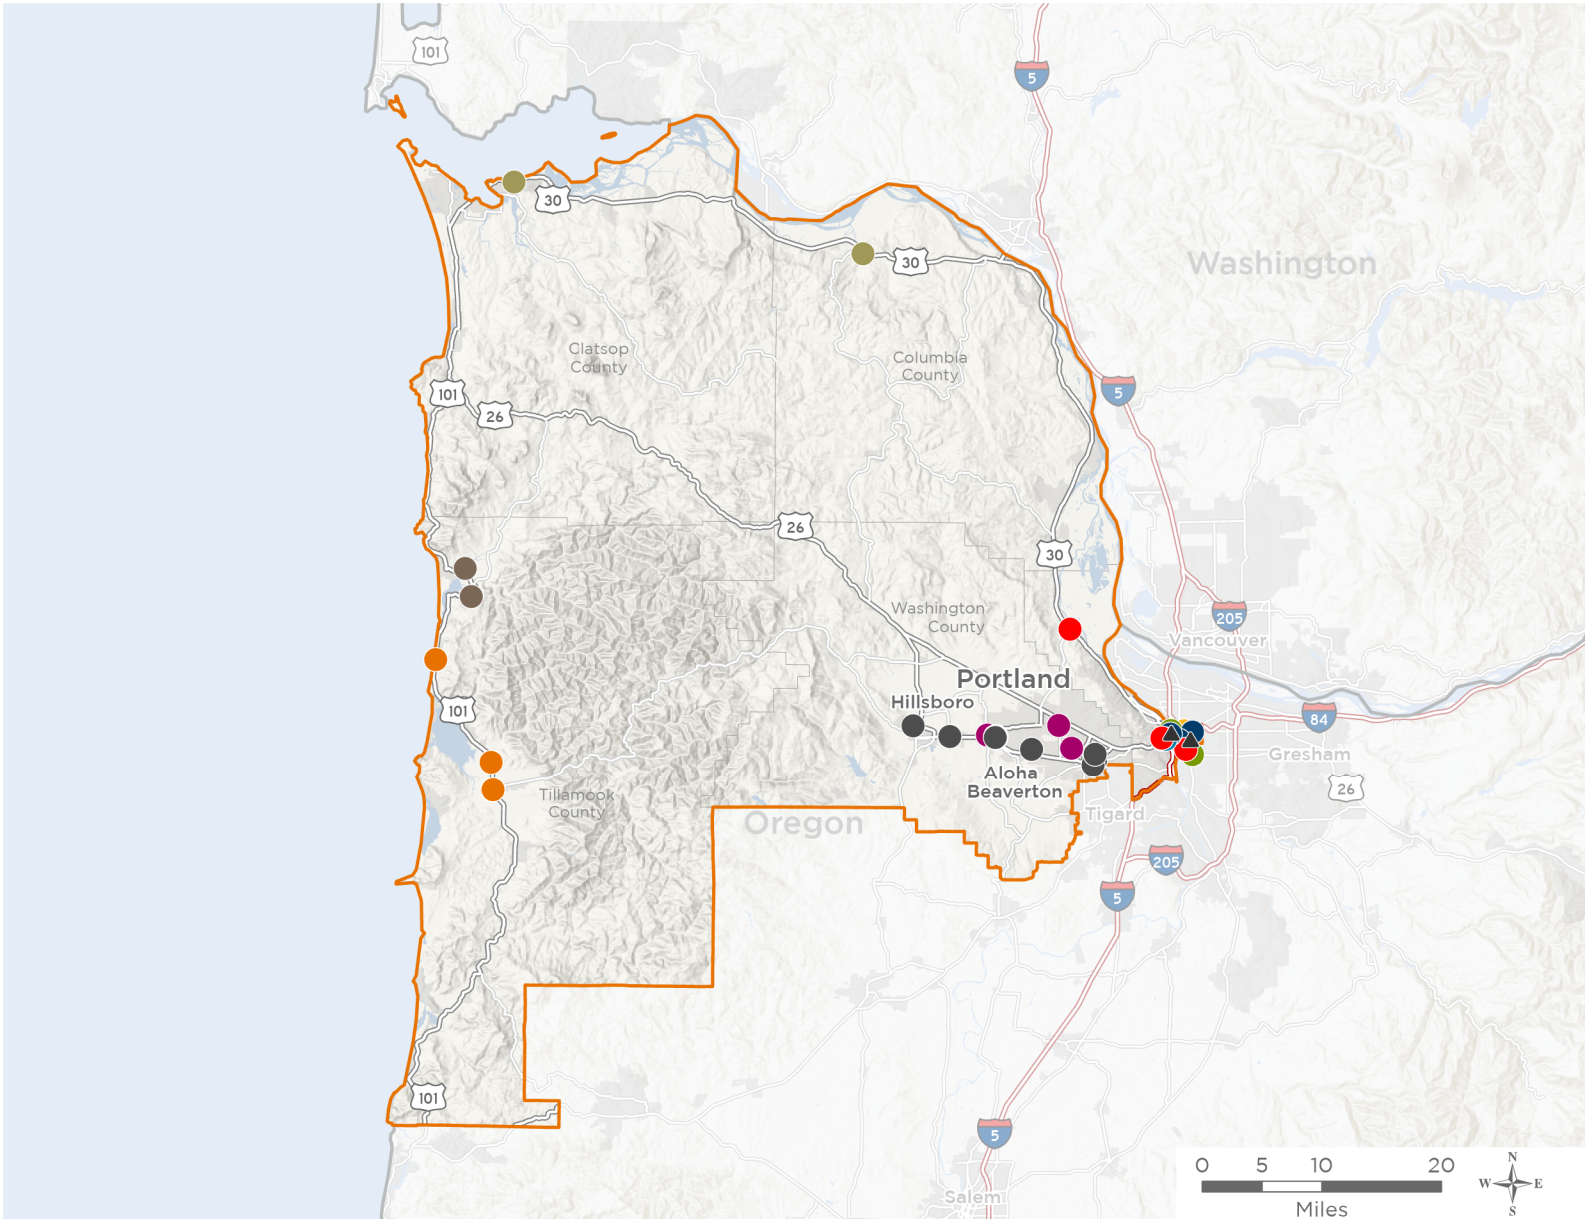 101
5
30
30
Washington
Clatsop
County
Columbia
County
101
26
5
26
30
Washington
County
205
Vancouver
Portland
Hillsboro
101
84
Gresham
Aloha
Beaverton
26
Tillamook
County
Oregon
Tigard
205
5
101
5
Salem
0 5 10 20
Miles
N
W E
S